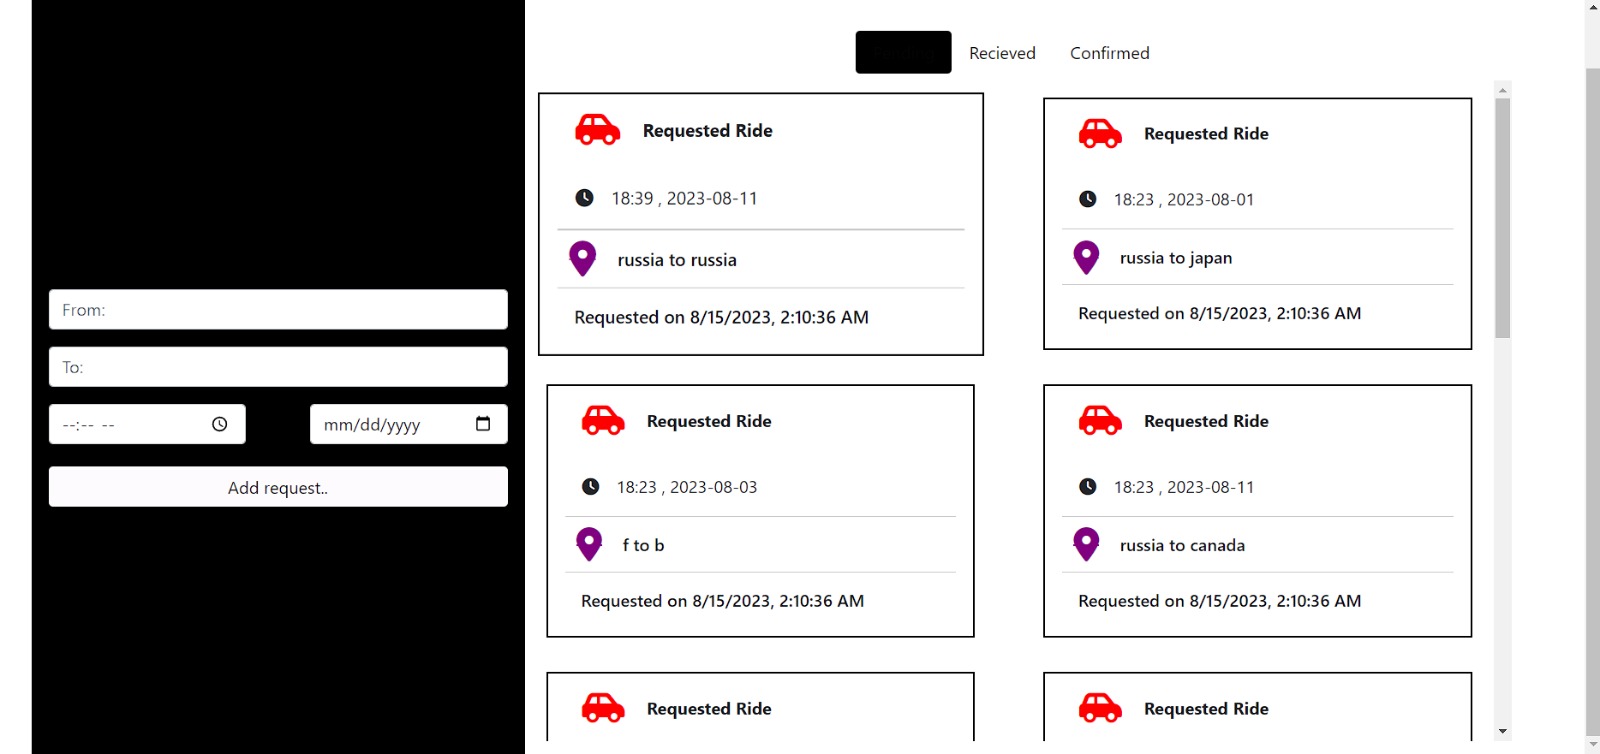 Recieved
Confirmed
From:
To:
--:-- --
mm/dd/yyyy
Add request..
Requested Ride
18:39 , 2023-08-11
russia to russia
Requested on 8/15/2023, 2:10:36 AM
Requested Ride
18:23 , 2023-08-01
russia to japan
Requested on 8/15/2023, 2:10:36 AM
Requested Ride
18:23 , 2023-08-03
f to b
Requested on 8/15/2023, 2:10:36 AM
Requested Ride
18:23 , 2023-08-11
russia to canada
Requested on 8/15/2023, 2:10:36 AM
Requested Ride
Requested Ride